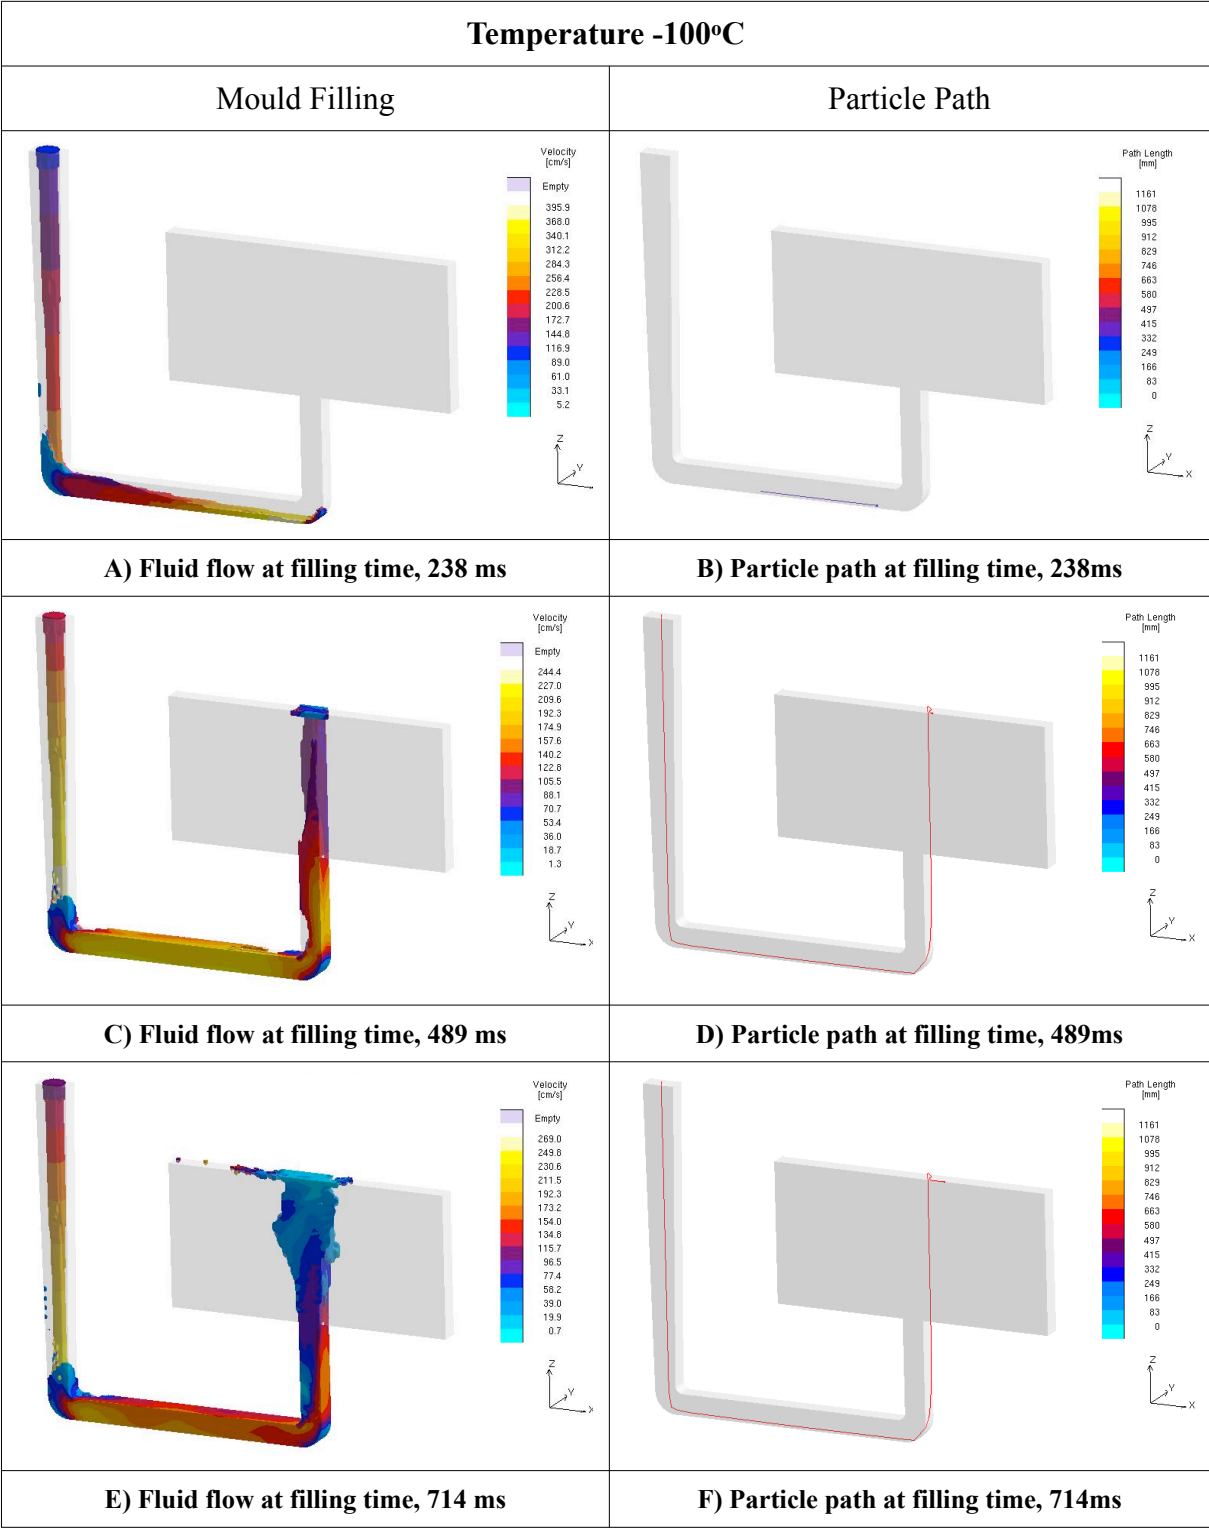 Temperature -100ºC
Mould Filling
Particle Path
Velocity
[cm/s]
Empty
395.9
368.0
340.1
312.2
284.3
256.4
228.5
200.6
172.7
144.8
116.9
89.0
61.0
33.1
5.2
Z
Y
Path Length
[mm]
1161
1078
995
912
829
746
663
580
497
415
332
249
166
83
0
Z
Y
X
A) Fluid flow at filling time, 238 ms
B) Particle path at filling time, 238ms
Velocity
[cm/s]
Empty
244.4
227.0
209.6
192.3
174.9
157.6
140.2
122.8
105.5
88.1
70.7
53.4
36.0
18.7
1.3
Z
Y
X
Path Length
[mm]
1161
1078
995
912
829
746
663
580
497
415
332
249
166
83
0
Z
Y
X
C) Fluid flow at filling time, 489 ms
D) Particle path at filling time, 489ms
Velocity
[cm/s]
Empty
269.0
249.8
230.6
211.5
192.3
173.2
154.0
134.8
115.7
96.5
77.4
58.2
39.0
19.9
0.7
Z
Y
X
Path Length
[mm]
1161
1078
995
912
829
746
663
580
497
415
332
249
166
83
0
Z
Y
X
E) Fluid flow at filling time, 714 ms
F) Particle path at filling time, 714ms